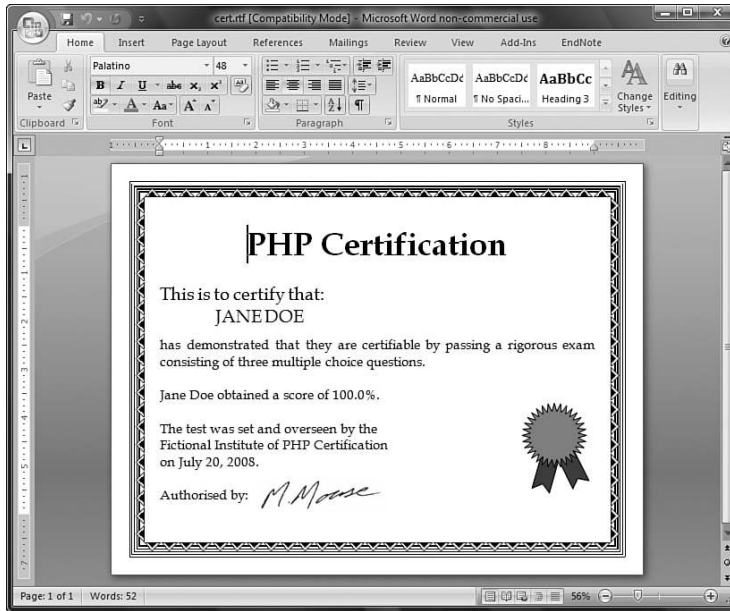 cert.rtf [Compatibility Mode] - Microsoft Word non-commercial use
Home Insert Page Layout References Mailings Review View Add-Ins EndNote
Palatino 48
Paste
B I U abc x₂ x²
Aa A A
AaBbCcDc AaBbCcDc AaBbCc
¶ Normal ¶ No Spaci... Heading 3
Change Styles
Editing
Clipboard Font Paragraph Styles
PHP Certification
This is to certify that:
JANE DOE
has demonstrated that they are certifiable by passing a rigorous exam
consisting of three multiple choice questions.
Jane Doe obtained a score of 100.0%.
The test was set and overseen by the
Fictional Institute of PHP Certification
on July 20, 2008.
Authorised by: M.Mouse
Page: 1 of 1 Words: 52 56%